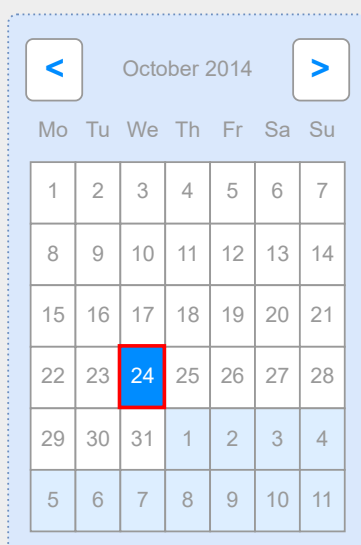 < October 2014 >
Mo Tu We Th Fr Sa Su
1 2 3 4 5 6 7
8 9 10 11 12 13 14
15 16 17 18 19 20 21
22 23 24 25 26 27 28
29 30 31 1 2 3 4
5 6 7 8 9 10 11